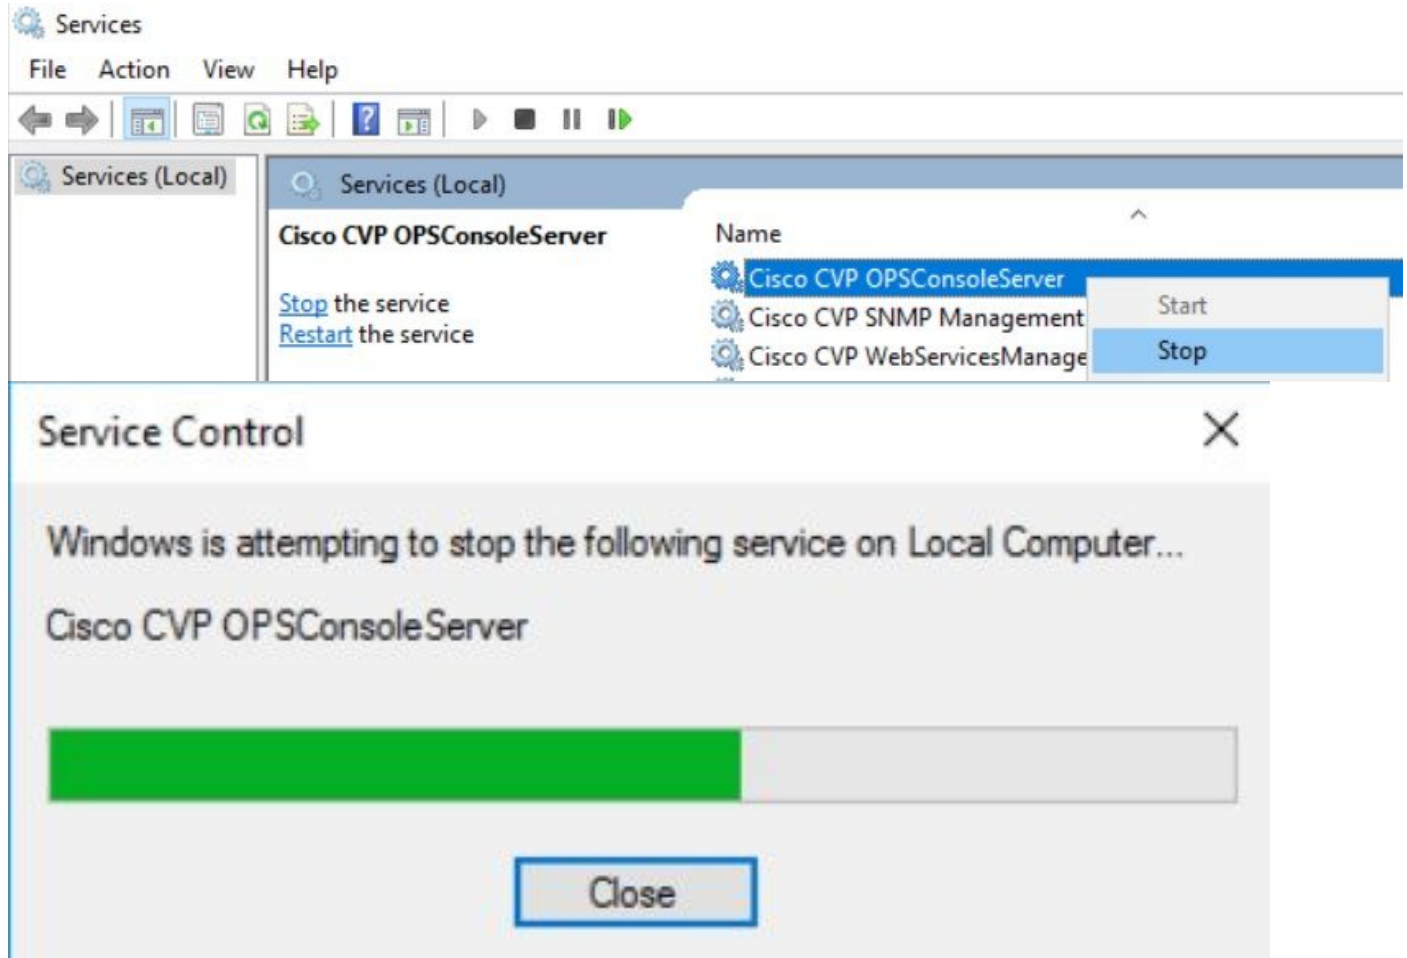 Services
File Action View Help
Services (Local)
Services (Local)
Cisco CVP OPSConsoleServer
Stop the service
Restart the service
Name
Cisco CVP OPSConsoleServer
Cisco CVP SNMP Management
Cisco CVP WebServicesManage
Start
Stop
Service Control
Windows is attempting to stop the following service on Local Computer...
Cisco CVP OPSConsoleServer
Close